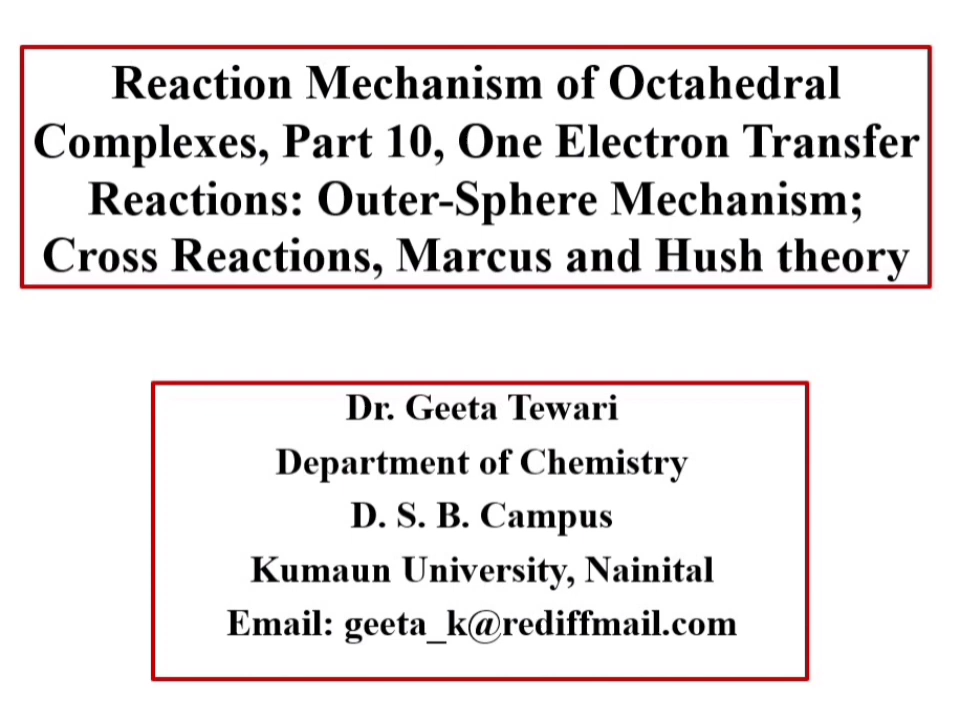 Reaction Mechanism of Octahedral
Complexes, Part 10, One Electron Transfer
Reactions: Outer-Sphere Mechanism;
Cross Reactions, Marcus and Hush theory
Dr. Geeta Tewari
Department of Chemistry
D. S. B. Campus
Kumaun University, Nainital
Email: geeta_k@rediffmail.com